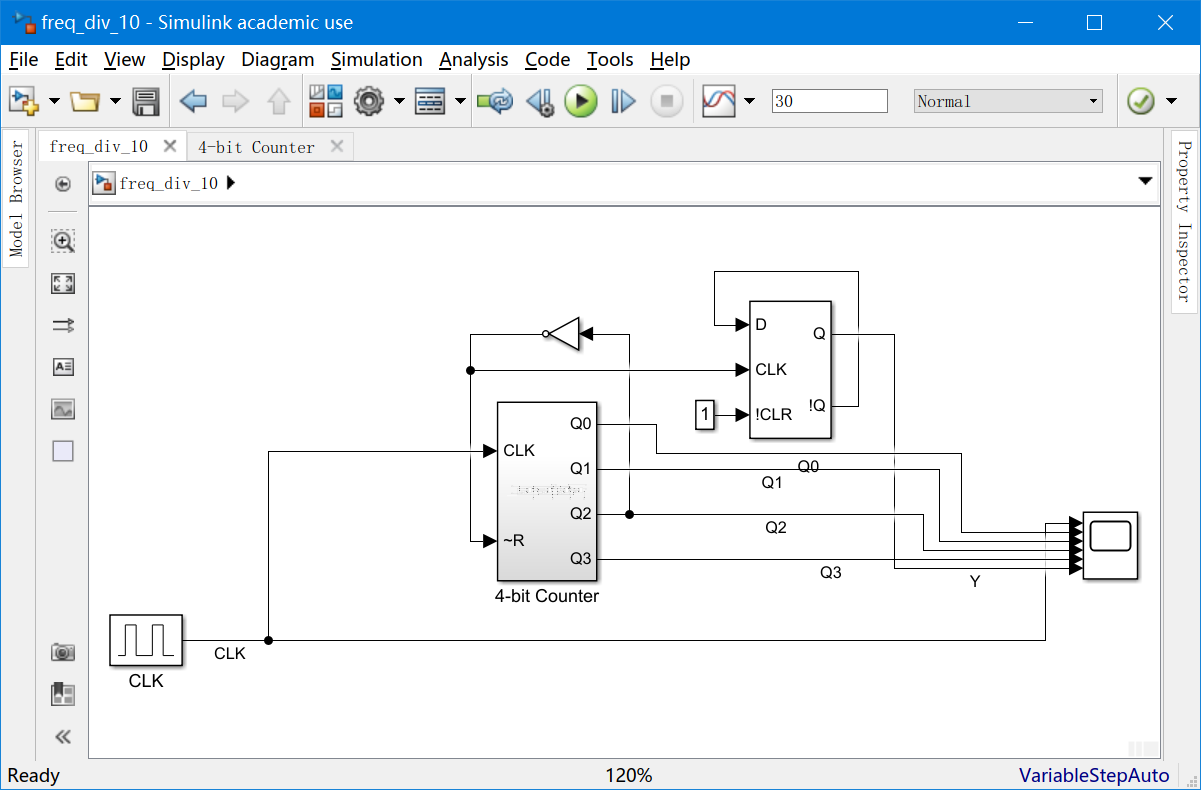 freq_div_10 - Simulink academic use
File Edit View Display Diagram Simulation Analysis Code Tools Help
30
Normal
Model Browser
freq_div_10
4-bit Counter
freq_div_10
Property Inspector
D
Q
CLK
!CLR
!Q
1
Q0
CLK
Q1
Q2
~R
Q3
4-bit Counter
Q0
Q1
Q2
Q3
Y
CLK
CLK
Ready
120%
VariableStepAuto